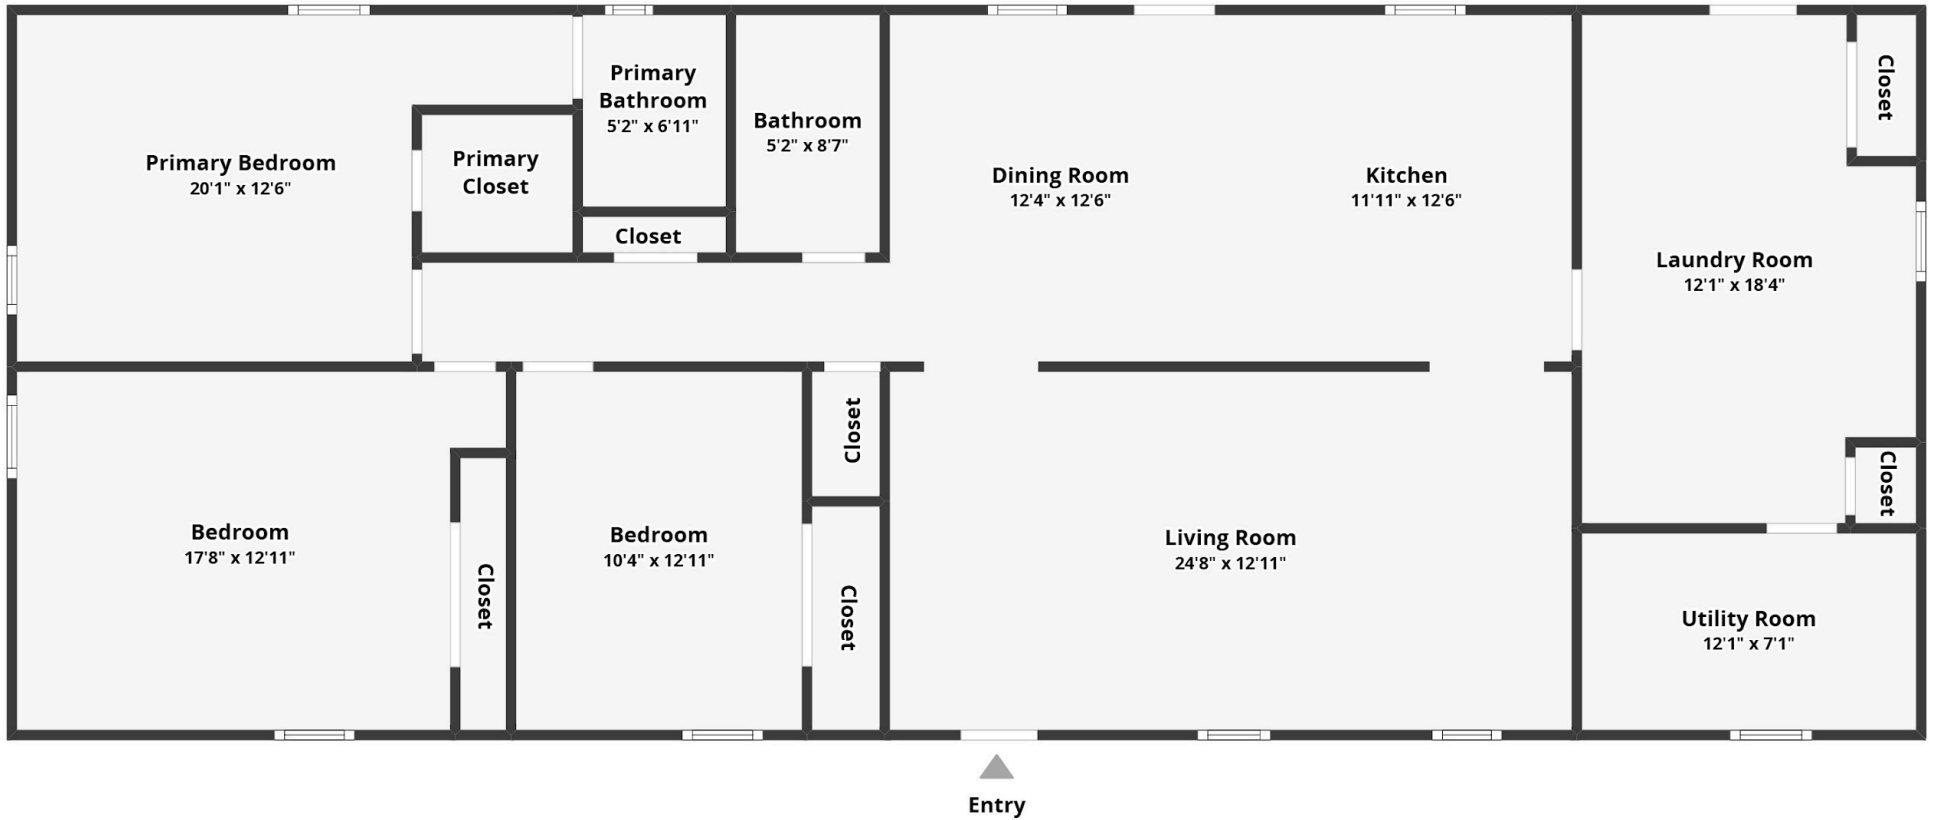 Primary Bedroom
20'1" x 12'6"
Primary
Closet
Primary
Bathroom
5'2" x 6'11"
Closet
Bathroom
5'2" x 8'7"
Dining Room
12'4" x 12'6"
Kitchen
11'11" x 12'6"
Closet
Laundry Room
12'1" x 18'4"
Closet
Bedroom
17'8" x 12'11"
Closet
Bedroom
10'4" x 12'11"
Closet
Closet
Living Room
24'8" x 12'11"
Utility Room
12'1" x 7'1"
Entry